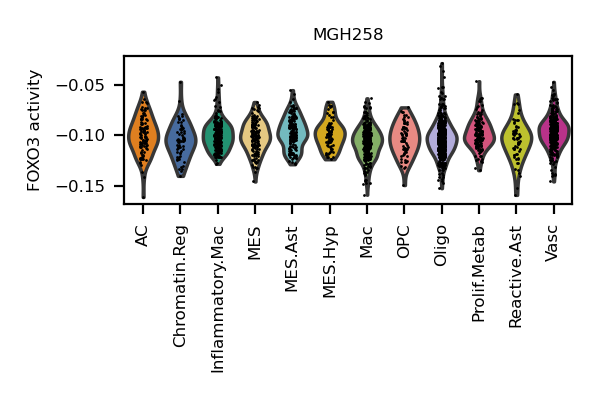 MGH258
FOXO3 activity
−0.05
−0.10
−0.15
AC
Chromatin.Reg
Inflammatory.Mac
MES
MES.Ast
MES.Hyp
Mac
OPC
Oligo
Prolif.Metab
Reactive.Ast
Vasc